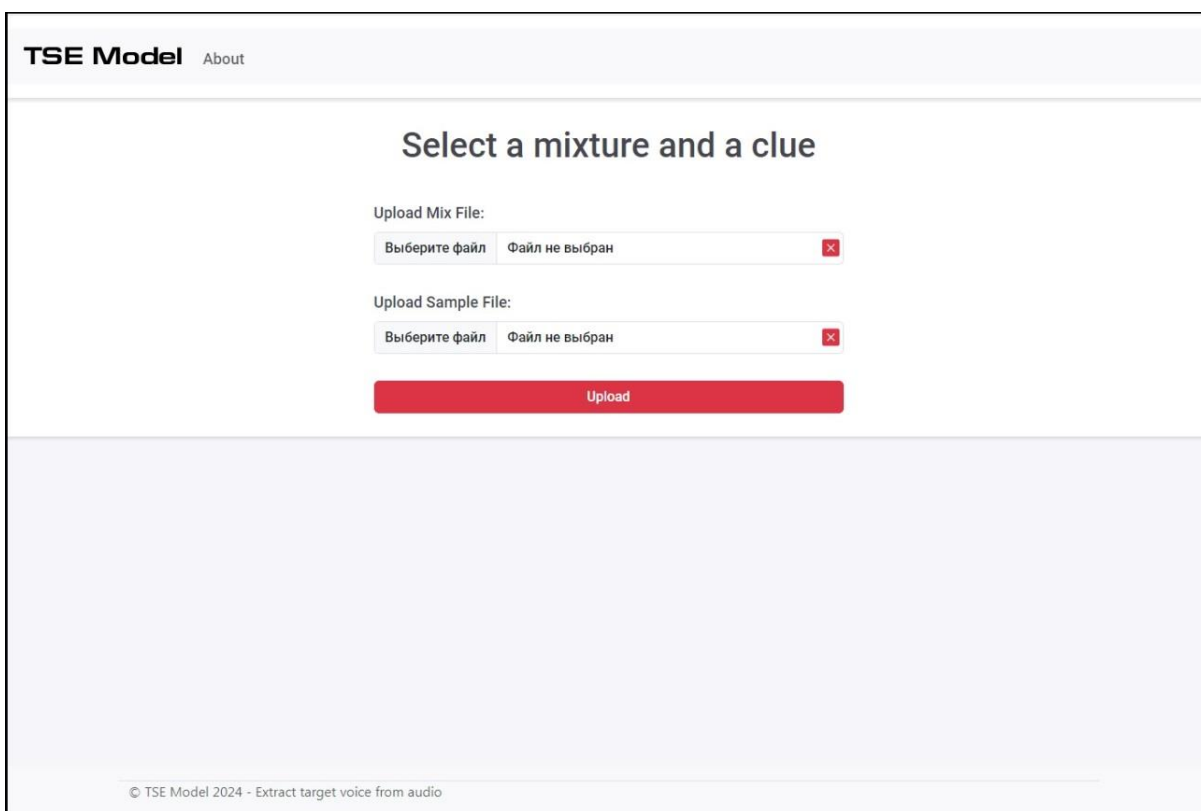 TSE Model About
Select a mixture and a clue
Upload Mix File:
Выберите файл Файл не выбран
Upload Sample File:
Выберите файл Файл не выбран
Upload
© TSE Model 2024 - Extract target voice from audio